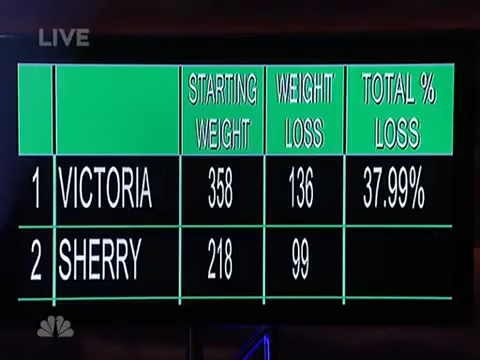 LIVE
STARTING WEIGHT WEIGHT LOSS TOTAL % LOSS
1 VICTORIA 358 136 37.99%
2 SHERRY 218 99